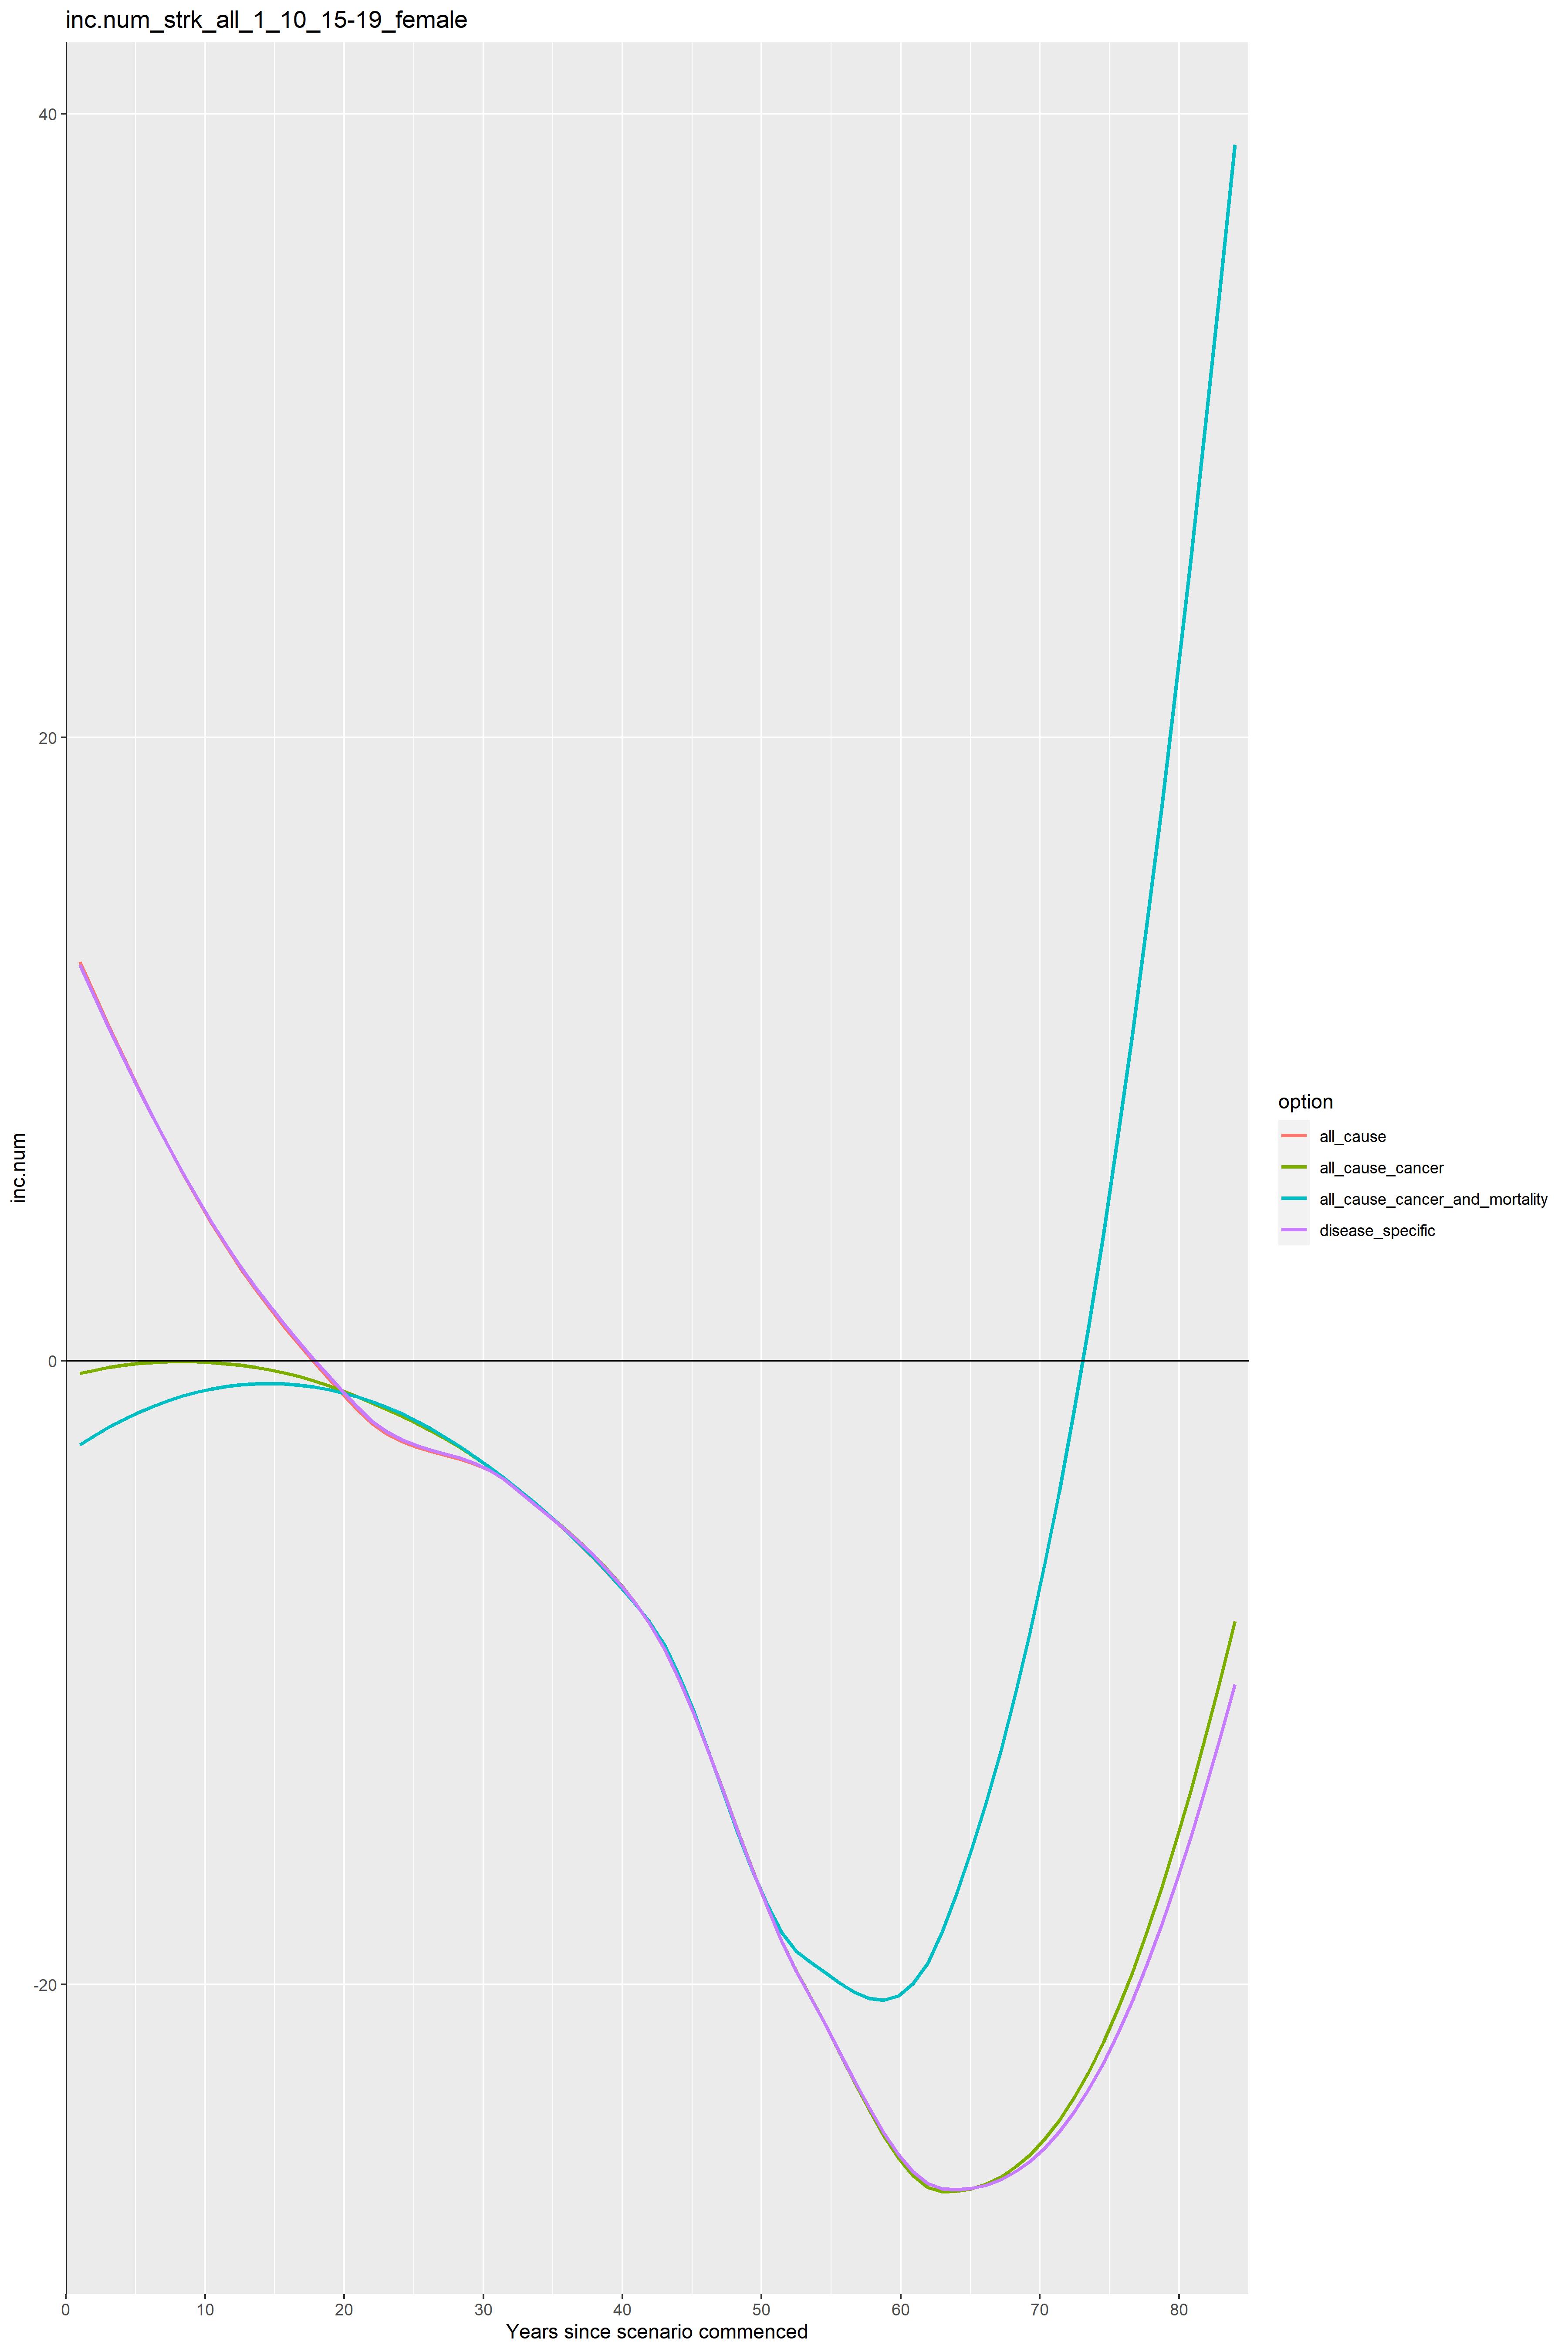 inc.num_strk_all_1_10_15-19_female
40
20
0
-20
inc.num
0 10 20 30 40 50 60 70 80
Years since scenario commenced
option
all_cause
all_cause_cancer
all_cause_cancer_and_mortality
disease_specific